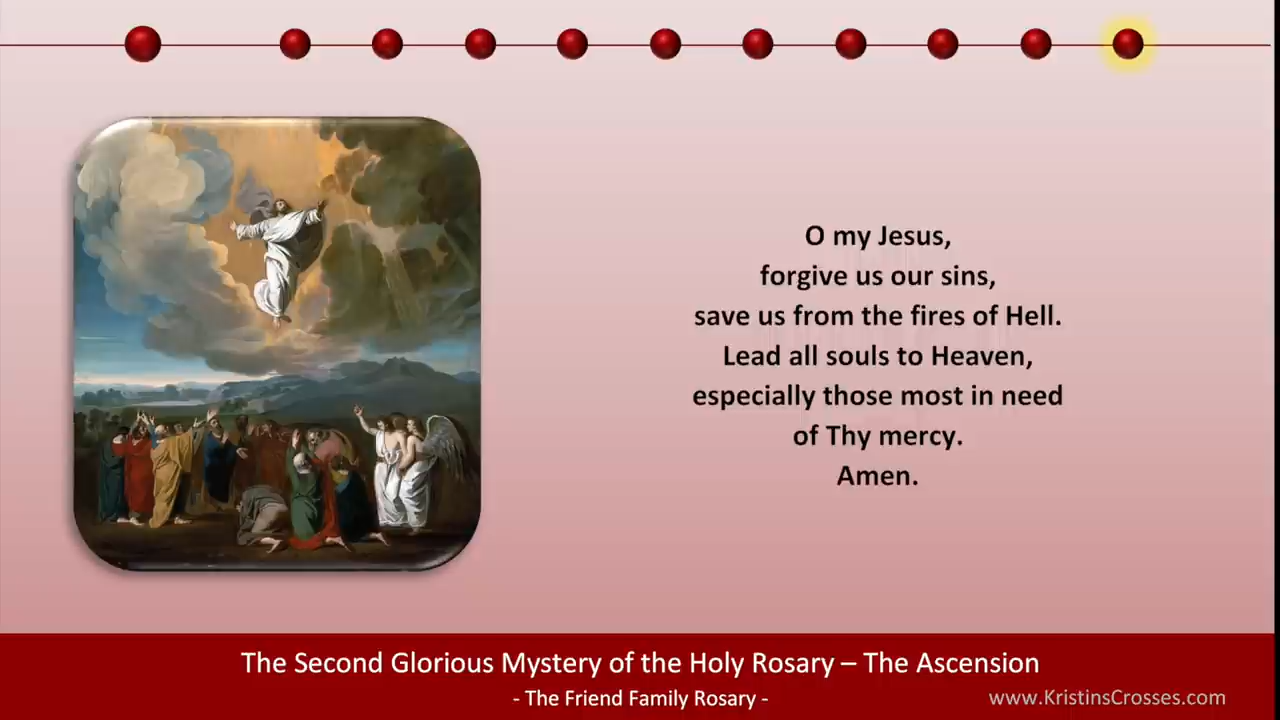 O my Jesus,
forgive us our sins,
save us from the fires of Hell.
Lead all souls to Heaven,
especially those most in need
of Thy mercy.
Amen.
The Second Glorious Mystery of the Holy Rosary – The Ascension
- The Friend Family Rosary -
www.KristinsCrosses.com